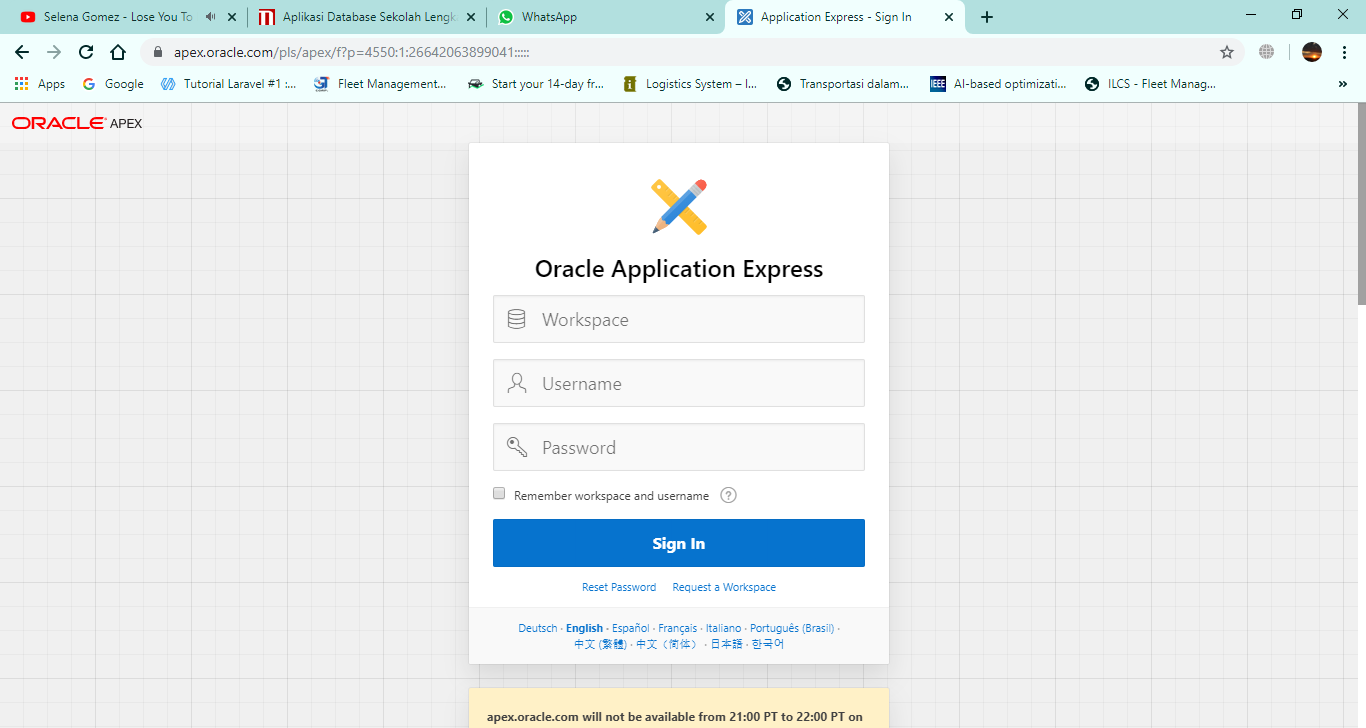 Selena Gomez - Lose You To
Aplikasi Database Sekolah Lengk
WhatsApp
Application Express - Sign In
apex.oracle.com/pls/apex/f?p=4550:1:26642063899041:::::
Apps
Google
Tutorial Laravel #1 :...
Fleet Management...
Start your 14-day fr...
Logistics System – I...
Transportasi dalam...
IEEE
AI-based optimizati...
ILCS - Fleet Manag...
»
ORACLE APEX
Oracle Application Express
Workspace
Username
Password
Remember workspace and username
?
Sign In
Reset Password Request a Workspace
Deutsch · English · Español · Français · Italiano · Português (Brasil) ·
中文 (繁體) · 中文（简体） · 日本語 · 한국어
apex.oracle.com will not be available from 21:00 PT to 22:00 PT on